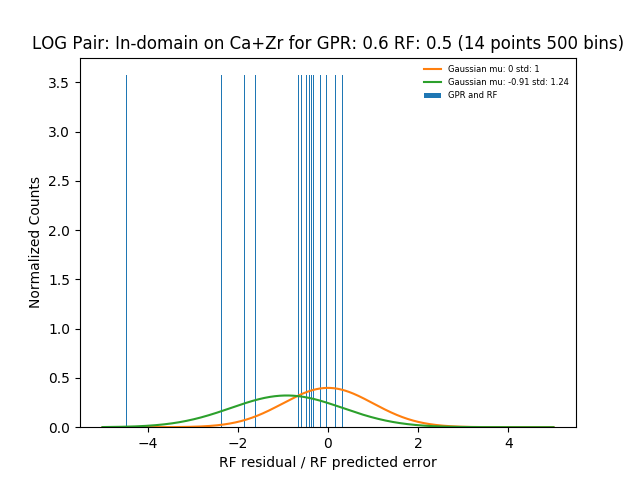 LOG Pair: In-domain on Ca+Zr for GPR: 0.6 RF: 0.5 (14 points 500 bins)
Gaussian mu: 0 std: 1
Gaussian mu: -0.91 std: 1.24
GPR and RF
Normalized Counts
3.5
3.0
2.5
2.0
1.5
1.0
0.5
0.0
−4
−2
0
2
4
RF residual / RF predicted error